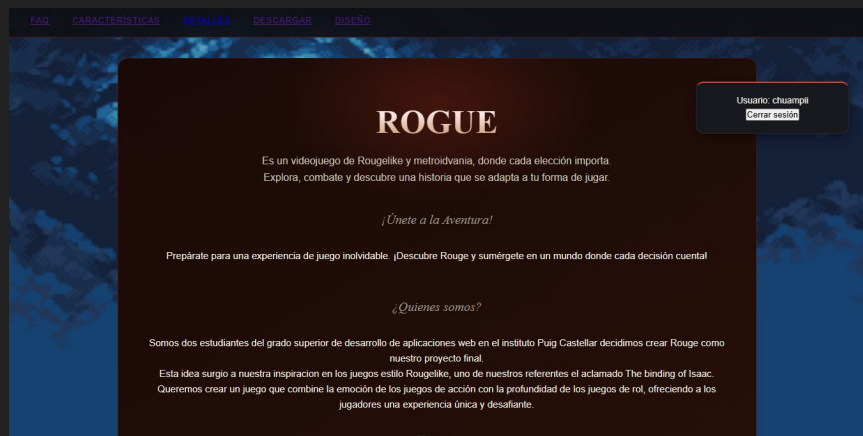 FAQ CARACTERÍSTICAS DETALLES DESCARGAR DISEÑO
Usuario: chuampii
Cerrar sesión
ROGUE
Es un videojuego de Rougelike y metroidvania, donde cada elección importa.
Explora, combate y descubre una historia que se adapta a tu forma de jugar.
¡Únete a la Aventura!
Prepárate para una experiencia de juego inolvidable. ¡Descubre Rouge y sumérgete en un mundo donde cada decisión cuenta!
¿Quienes somos?
Somos dos estudiantes del grado superior de desarrollo de aplicaciones web en el instituto Puig Castellar decidimos crear Rouge como
nuestro proyecto final.
Esta idea surgio a nuestra inspiracion en los juegos estilo Rougelike, uno de nuestros referentes el aclamado The binding of Isaac.
Queremos crear un juego que combine la emoción de los juegos de acción con la profundidad de los juegos de rol, ofreciendo a los
jugadores una experiencia única y desafiante.